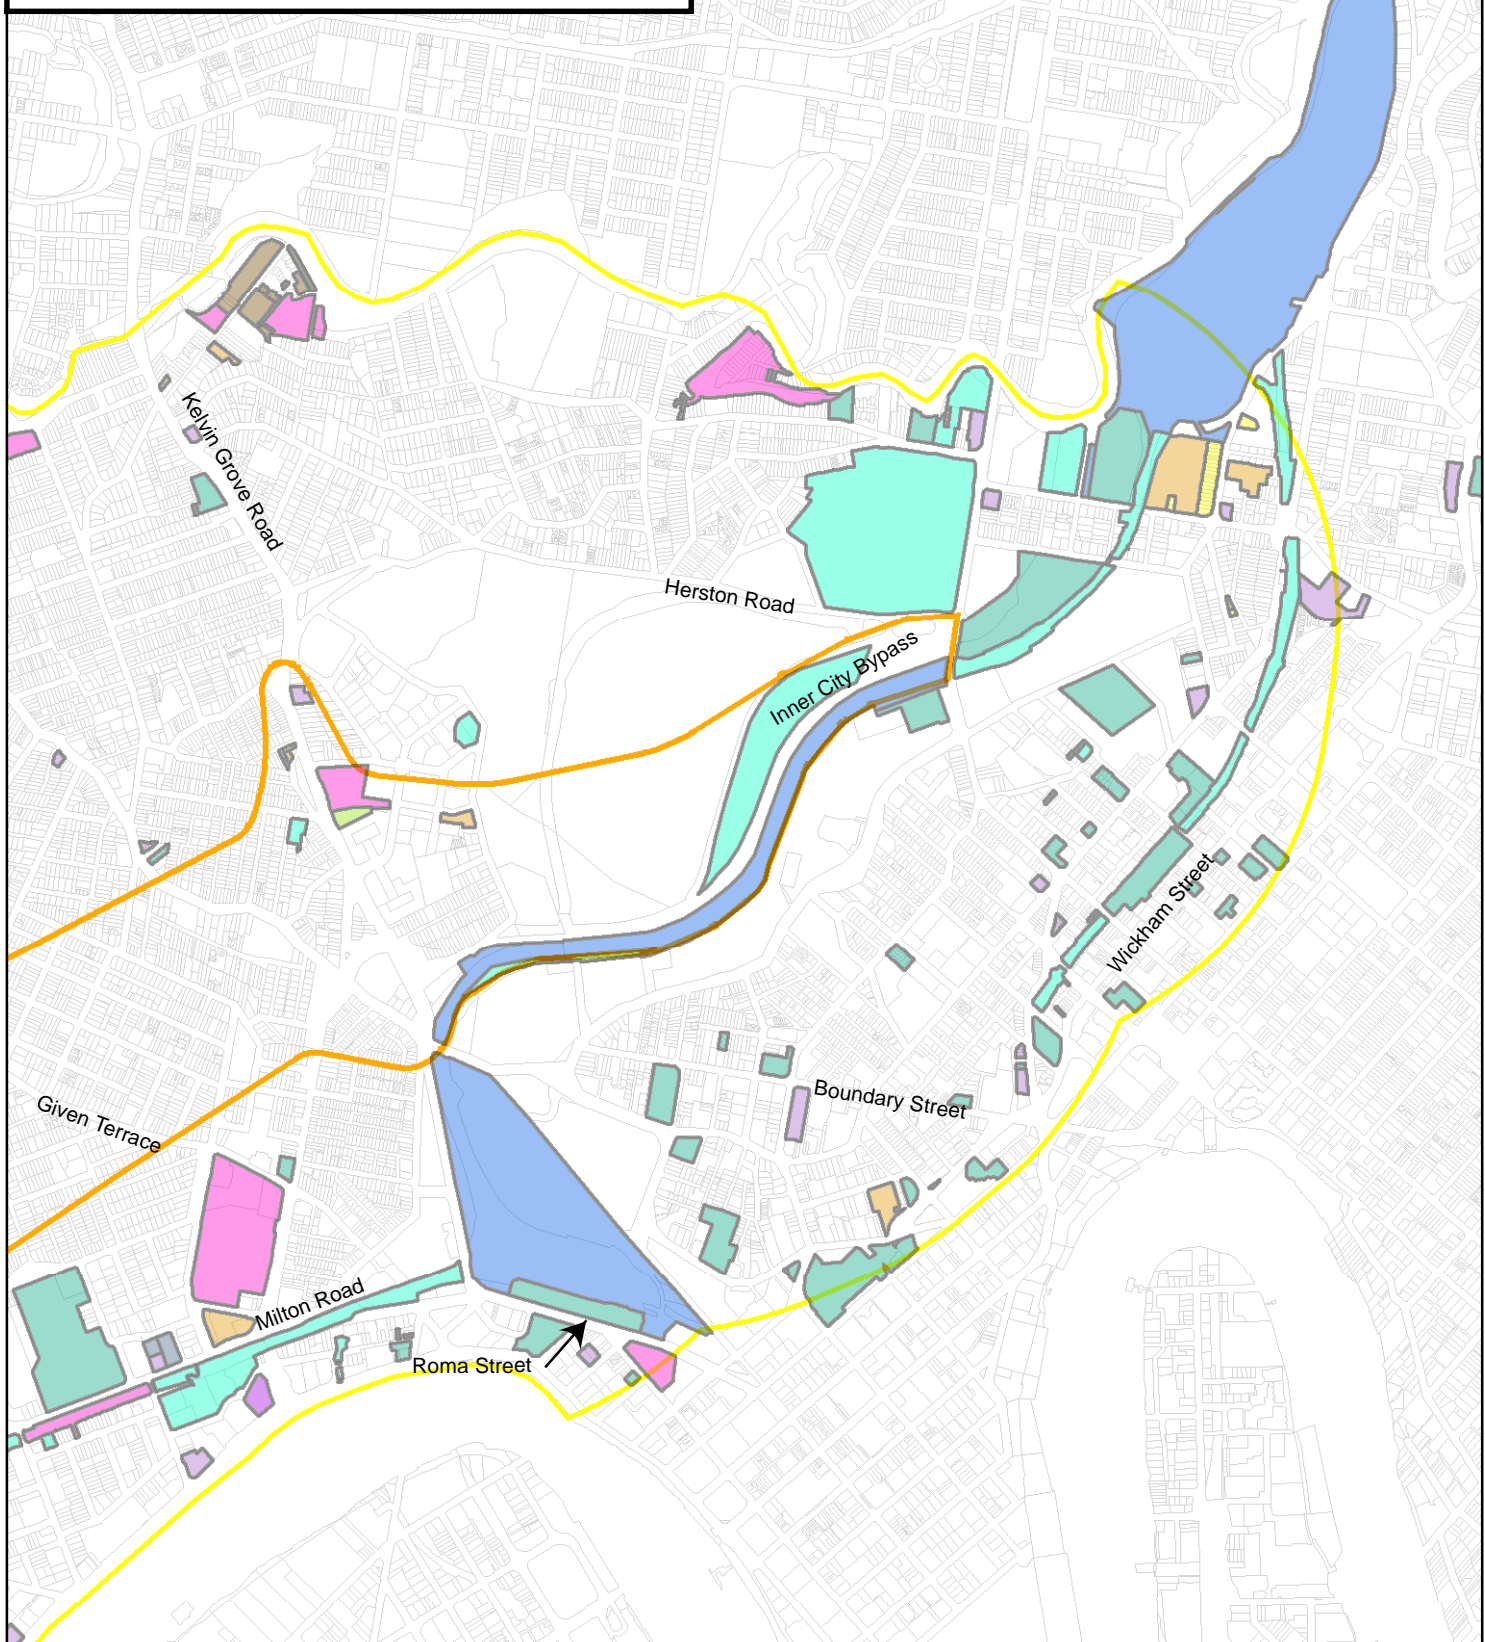 Kelvin Grove Road
Herston Road
Inner City Bypass
Wickham Street
Boundary Street
Given Terrace
Milton Road
Roma Street